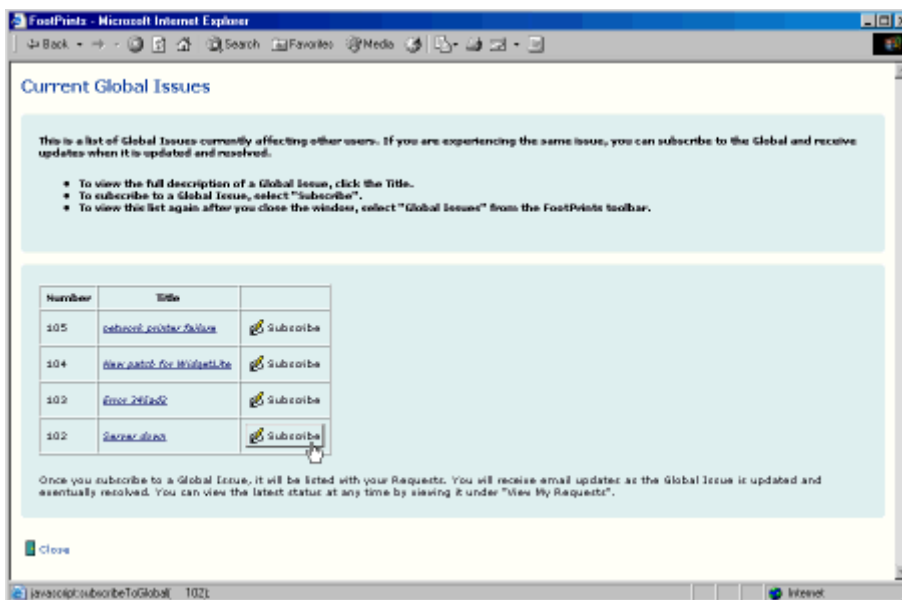 FootPrints - Microsoft Internet Explorer
Back
Search
Favorites
Media
Current Global Issues
This is a list of Global Issues currently affecting other users. If you are experiencing the same issue, you can subscribe to the Global and receive
updates when it is updated and resolved.
• To view the full description of a Global Issue, click the Title.
• To subscribe to a Global Issue, select "Subscribe".
• To view this list again after you close the window, select "Global Issues" from the FootPrints toolbar.
Number Title
105 network printer failure Subscribe
104 New patch for WidgetLite Subscribe
103 Error Subscribe
102 Server down Subscribe
Once you subscribe to a Global Issue, it will be listed with your Requests. You will receive email updates as the Global Issue is updated and
eventually resolved. You can view the latest status at any time by viewing it under "View My Requests".
Close
javascript:subscribeToGlobal( 102);
Internet